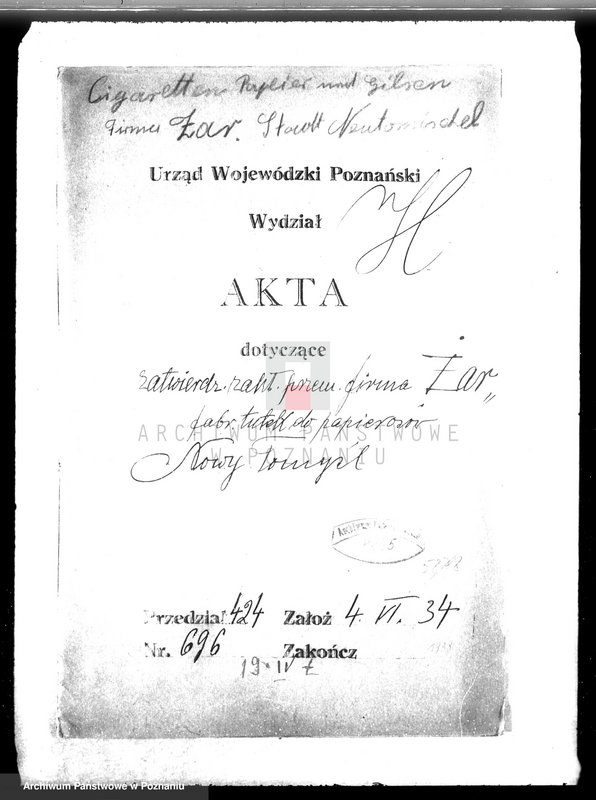 Cigaretten Papier und Hilsen
Firma Żar. Stadt Neutomischel
Urząd Wojewódzki Poznański
Wydział
AKTA
dotyczące
zatwierdz. zakł. przem. firma Żar„
fabr. tutek do papierosów
ARCHIWUM PAŃSTWOWE
W POZNANIU
Nowy Tomyśl
5
Przedział 424 Założ 4. VI. 34
Nr. 696 Zakończ
Archiwum Państwowe w Poznaniu